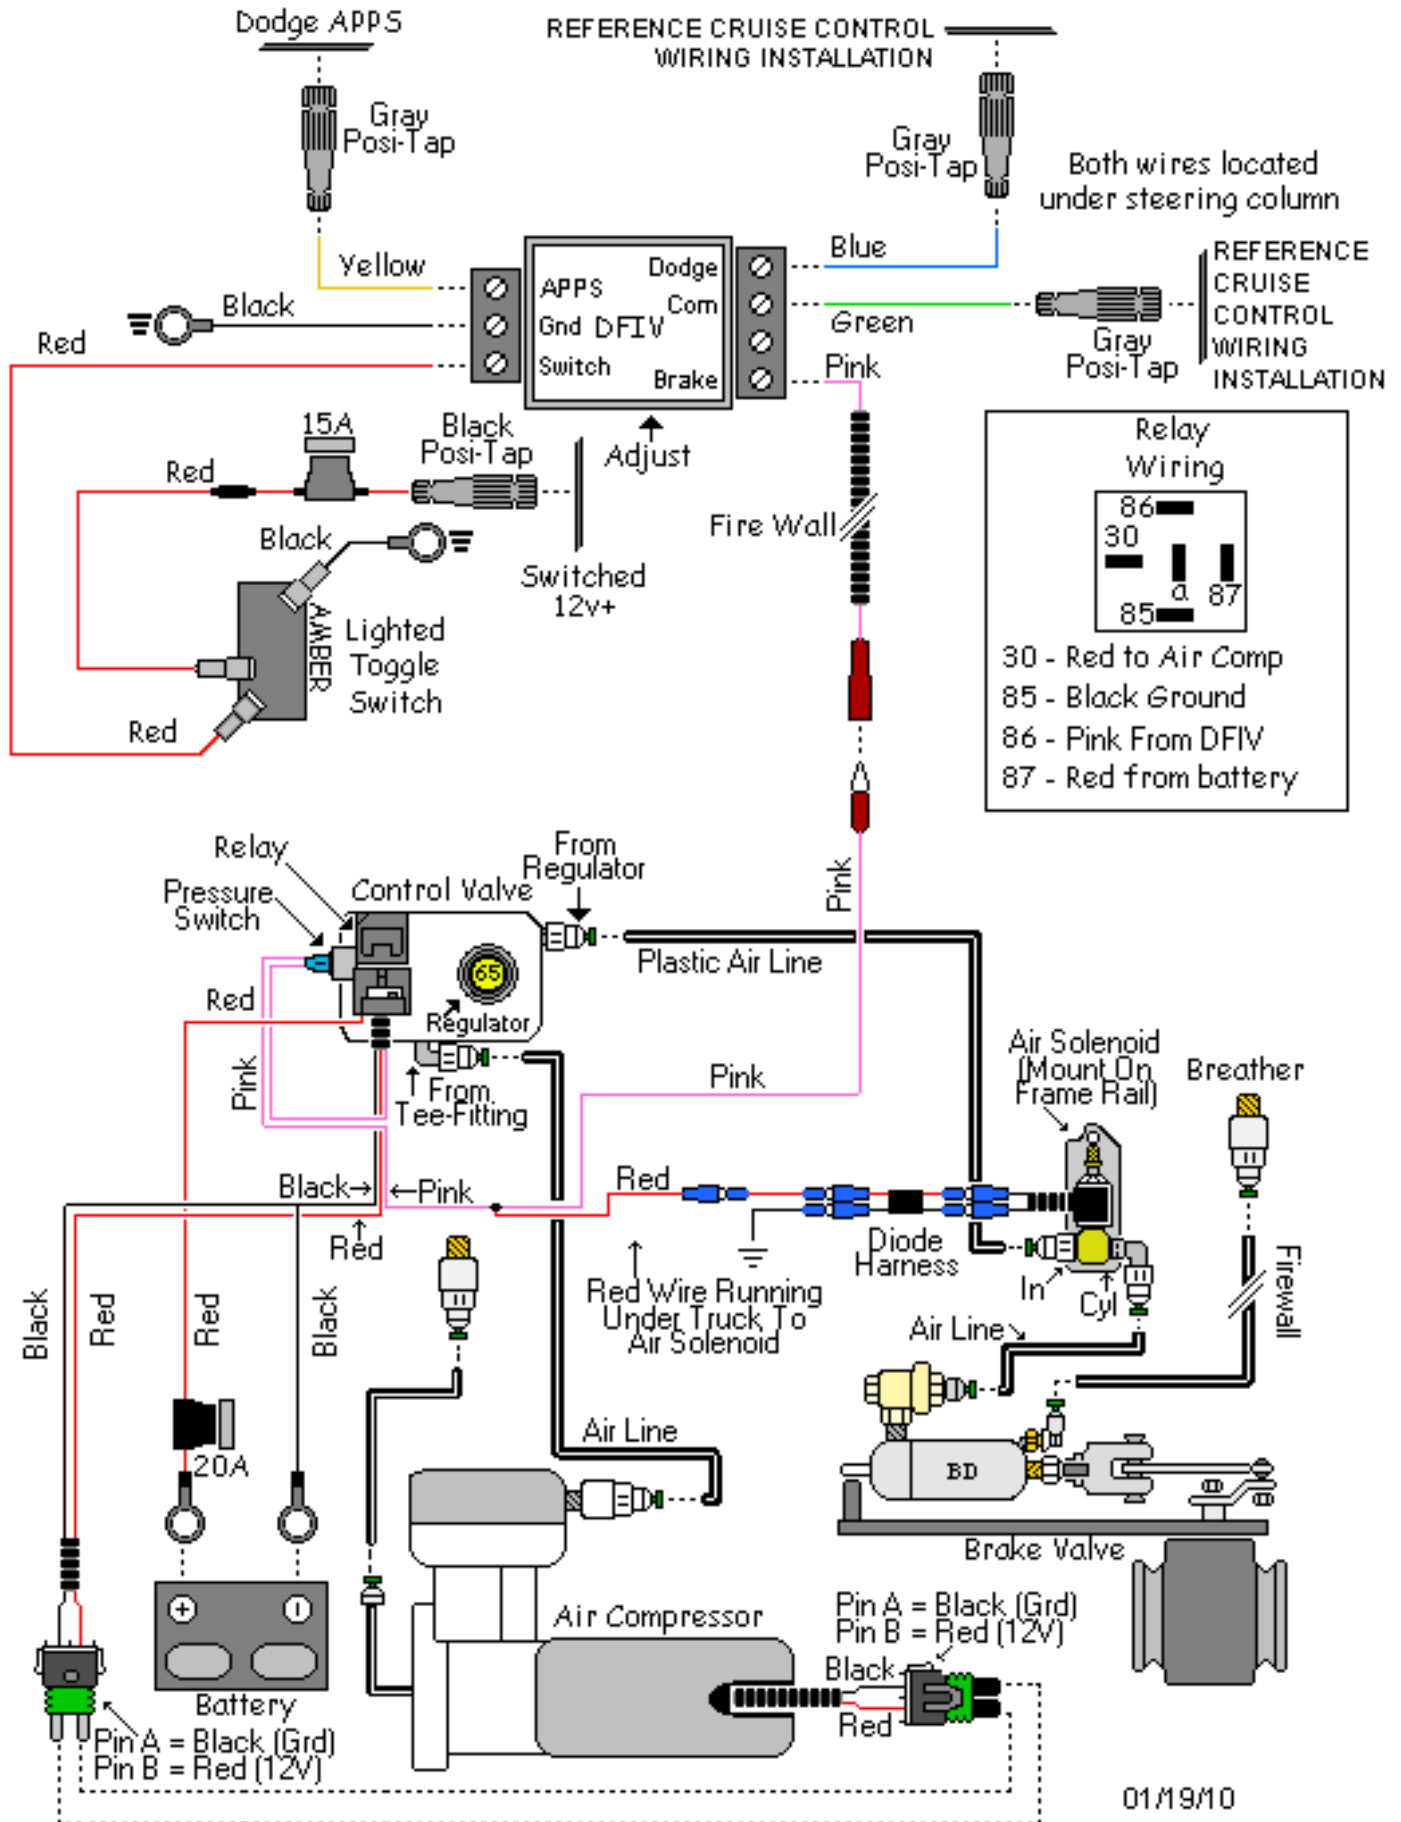 Dodge APPS
REFERENCE CRUISE CONTROL
WIRING INSTALLATION
Gray
Posi-Tap
Gray
Posi-Tap
Both wires located
under steering column
Yellow
Black
Red
APPS
Gnd DFIV
Switch
Dodge
Com
Brake
Blue
Green
Pink
Gray
Posi-Tap
REFERENCE
CRUISE
CONTROL
WIRING
INSTALLATION
15A
Red
Black
Posi-Tap
Adjust
Switched
12v+
Black
AMBER
Lighted
Toggle
Switch
Red
Fire Wall
Relay
Wiring
86
30
a
87
85
30 - Red to Air Comp
85 - Black Ground
86 - Pink From DFIV
87 - Red from battery
Relay
Pressure
Switch
Control Valve
From
Regulator
65
Regulator
Plastic Air Line
Pink
Red
Pink
From
Tee-Fitting
Pink
Air Solenoid
(Mount On
Frame Rail)
Breather
Black
Pink
Red
Red
Diode
Harness
In
Cyl
Firewall
Red Wire Running
Under Truck To
Air Solenoid
Air Line
Black
Red
Red
Black
20A
Air Line
BD
Brake Valve
+
-
Battery
Pin A = Black (Grd)
Pin B = Red (12V)
Air Compressor
Pin A = Black (Grd)
Pin B = Red (12V)
Black
Red
01/19/10